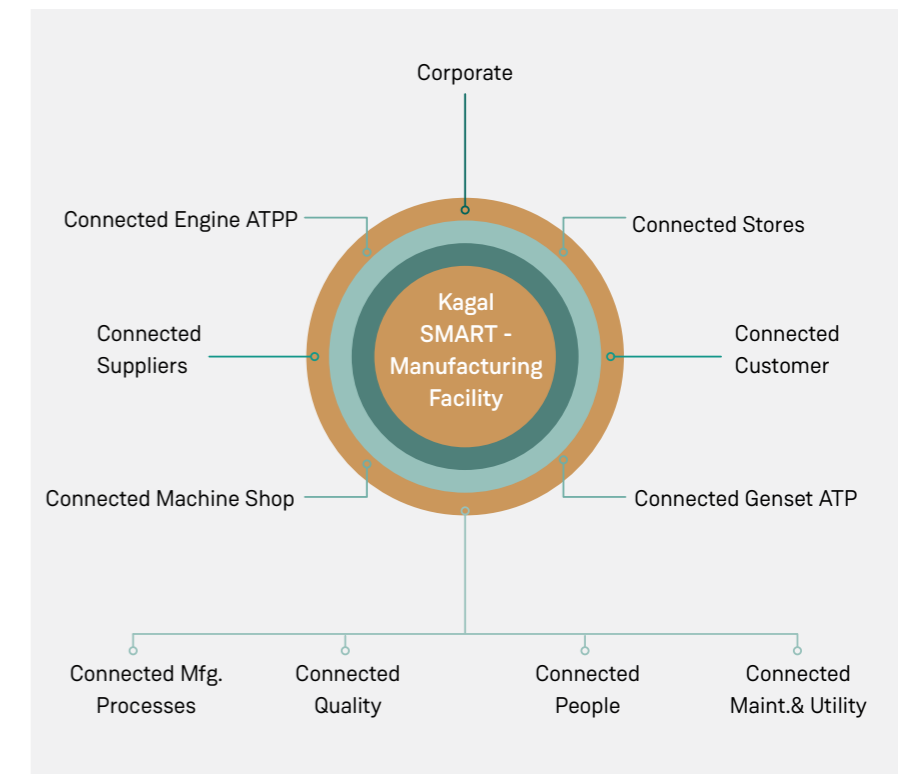 Corporate
Connected Engine ATPP
Connected Stores
Kagal
SMART -
Manufacturing
Facility
Connected
Suppliers
Connected
Customer
Connected Machine Shop
Connected Genset ATP
Connected Mfg.
Processes
Connected
Quality
Connected
People
Connected
Maint.& Utility